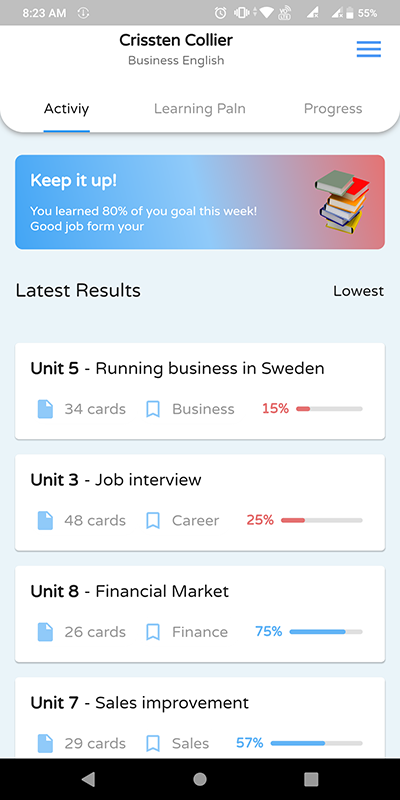 8:23 AM 55%
Crissten Collier
Business English
Activiy Learning Paln Progress
Keep it up!
You learned 80% of you goal this week!
Good job form your
Latest Results Lowest
Unit 5 - Running business in Sweden
34 cards Business 15%
Unit 3 - Job interview
48 cards Career 25%
Unit 8 - Financial Market
26 cards Finance 75%
Unit 7 - Sales improvement
29 cards Sales 57%